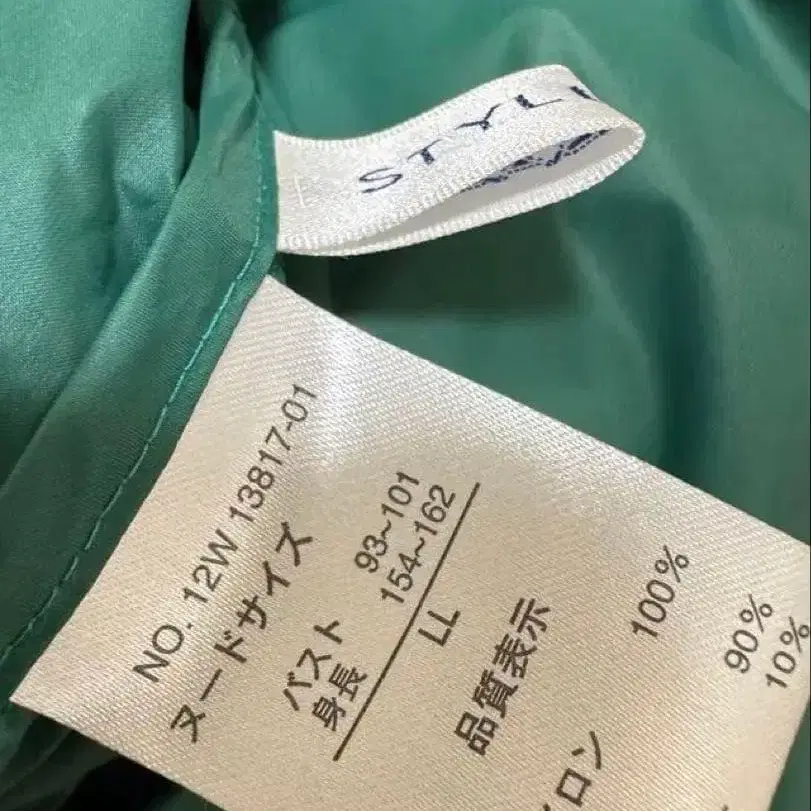 STYL
NO. 12W 13817-01
ヌードサイズ
バスト 93~101
身長 154~162
LL
品質表示
イロン 100%
90%
10%